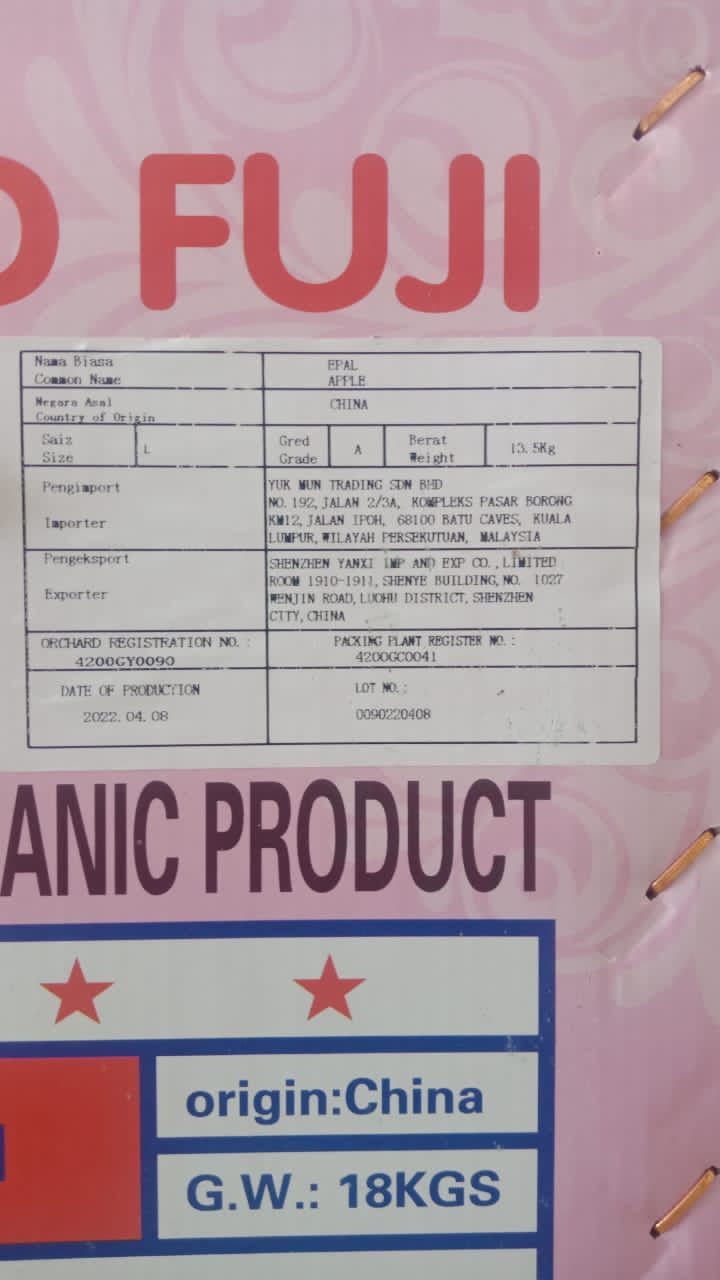 FUJI
Nama Biasa
Common Name
EPAL
APPLE
Negara Asal
Country of Origin
CHINA
Saiz
Size
L
Gred
Grade
A
Berat
Weight
13.5Kg
Pengimport
Importer
YUK MUN TRADING SDN BHD
NO.192, JALAN 2/3A, KOMPLEKS PASAR BORONG
KM12, JALAN IPOH, 68100 BATU CAVES, KUALA
LUMPUR, WILAYAH PERSEKUTUAN, MALAYSIA
Pengeksport
Exporter
SHENZHEN YANXI IMP AND EXP CO., LIMITED
ROOM 1910-1911, SHENYE BUILDING, NO. 1027
WENJIN ROAD, LUOHU DISTRICT, SHENZHEN
CITY, CHINA
ORCHARD REGISTRATION NO.:
4200GY0090
PACKING PLANT REGISTER NO.:
4200GC0041
DATE OF PRODUCTION
2022.04.08
LOT NO.:
0090220408
ANIC PRODUCT
origin:China
G.W.: 18KGS